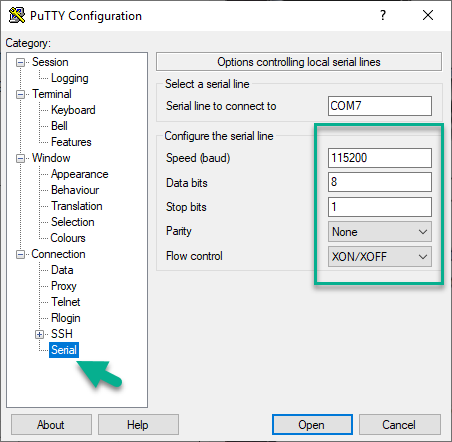 PuTTY Configuration
Category:
Session
Logging
Terminal
Keyboard
Bell
Features
Window
Appearance
Behaviour
Translation
Selection
Colours
Connection
Data
Proxy
Telnet
Rlogin
SSH
Serial
Options controlling local serial lines
Select a serial line
Serial line to connect to COM7
Configure the serial line
Speed (baud) 115200
Data bits 8
Stop bits 1
Parity None
Flow control XON/XOFF
About Help Open Cancel